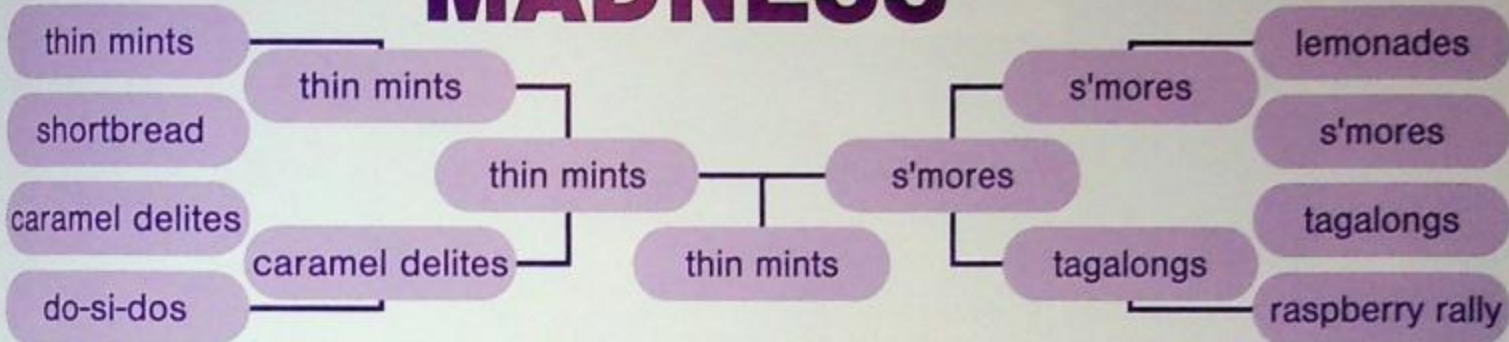 MADNESS
thin mints
thin mints
shortbread
thin mints
caramel delites
caramel delites
do-si-dos
thin mints
lemonades
s'mores
s'mores
s'mores
tagalongs
tagalongs
raspberry rally